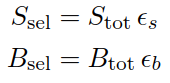 S_sel = S_tot ϵ_s
B_sel = B_tot ϵ_b